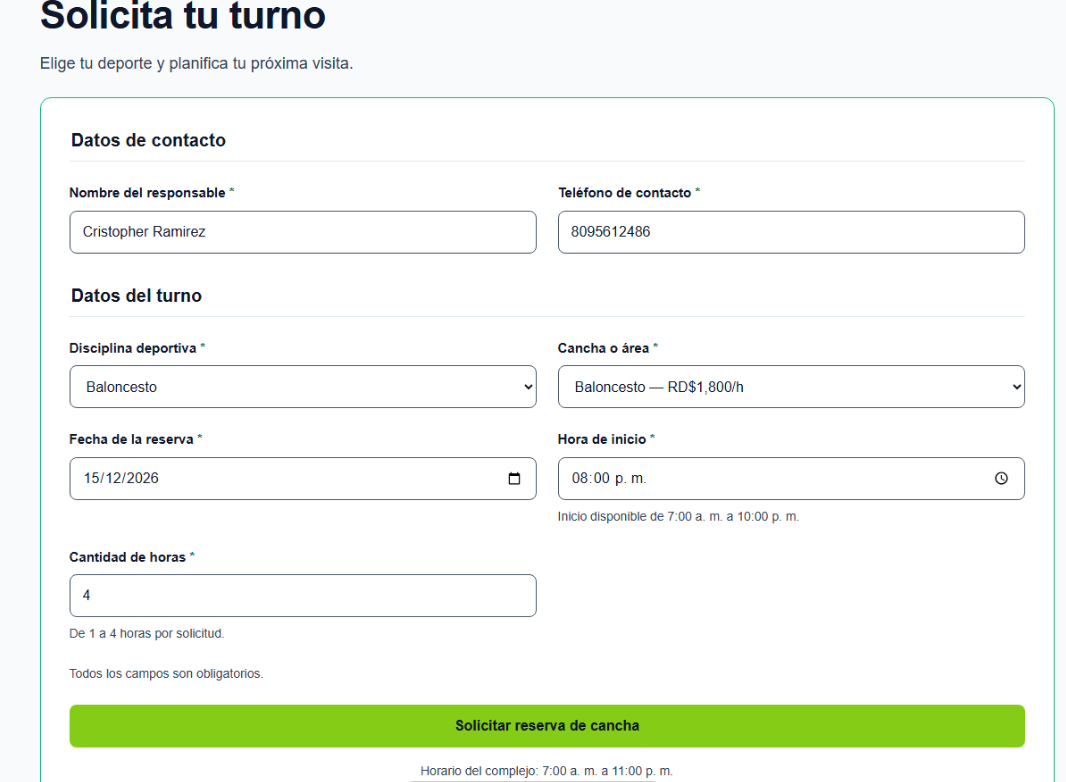 Solicita tu turno
Elige tu deporte y planifica tu próxima visita.
Datos de contacto
Nombre del responsable *
Teléfono de contacto *
Cristopher Ramirez
8095612486
Datos del turno
Disciplina deportiva *
Cancha o área *
Baloncesto
Baloncesto — RD$1,800/h
Fecha de la reserva *
Hora de inicio *
15/12/2026
08:00 p. m.
Inicio disponible de 7:00 a. m. a 10:00 p. m.
Cantidad de horas *
4
De 1 a 4 horas por solicitud.
Todos los campos son obligatorios.
Solicitar reserva de cancha
Horario del complejo: 7:00 a. m. a 11:00 p. m.